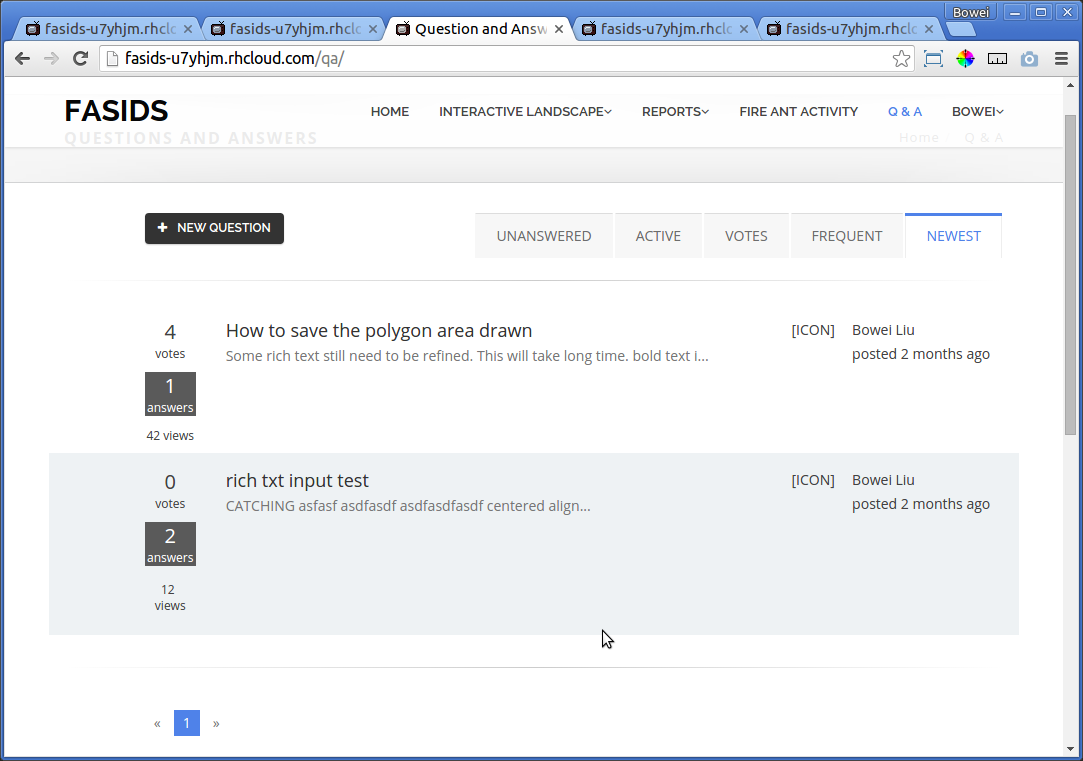 Bowei
fasids-u7yhjm.rhclo fasids-u7yhjm.rhclo Question and Answ fasids-u7yhjm.rhclo fasids-u7yhjm.rhclo
fasids-u7yhjm.rhcloud.com/qa/
FASIDS HOME INTERACTIVE LANDSCAPE REPORTS FIRE ANT ACTIVITY Q & A BOWEI
QUESTIONS AND ANSWERS Home Q & A
+ NEW QUESTION UNANSWERED ACTIVE VOTES FREQUENT NEWEST
4 How to save the polygon area drawn [ICON] Bowei Liu
votes Some rich text still need to be refined. This will take long time. bold text i... posted 2 months ago
1
answers
42 views
0 rich txt input test [ICON] Bowei Liu
votes CATCHING asfasf asdfasdf asdfasdfasdf centered align... posted 2 months ago
2
answers
12
views
« 1 »